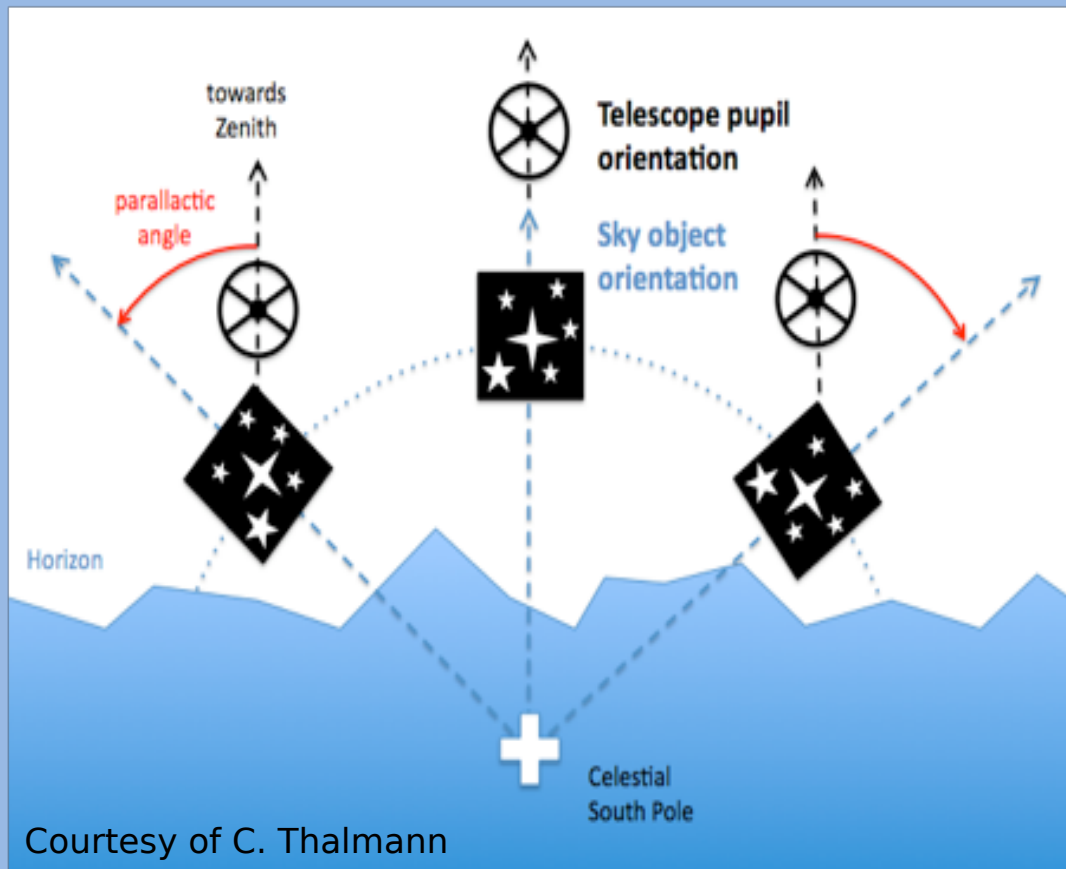 towards
Zenith
Telescope pupil
orientation
parallactic
angle
Sky object
orientation
Horizon
Celestial
South Pole
Courtesy of C. Thalmann